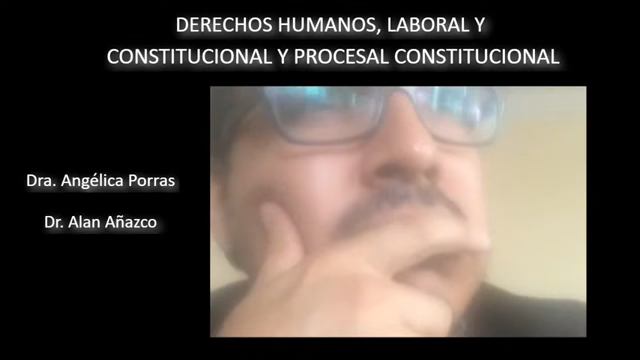 DERECHOS HUMANOS, LABORAL Y
CONSTITUCIONAL Y PROCESAL CONSTITUCIONAL
Dra. Angélica Porras
Dr. Alan Añazco